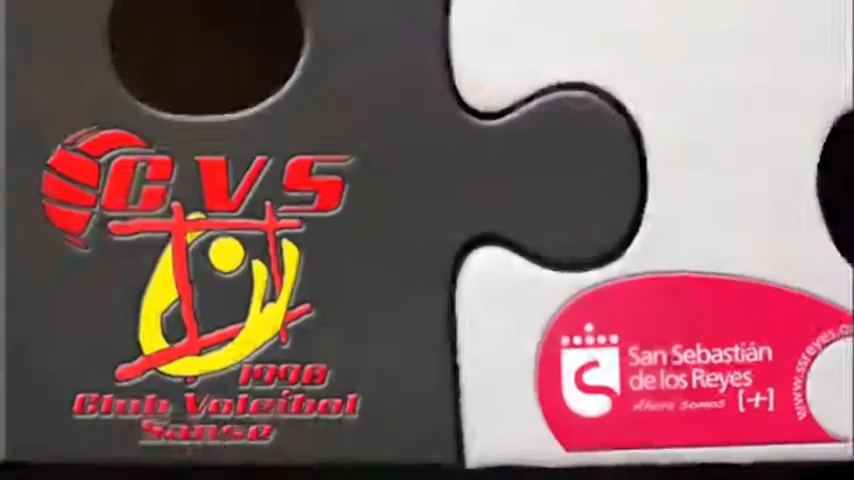 CVS
1998
Club Voleibol
Sanse
San Sebastián
de los Reyes
Ahora somos [+]
www.ssreyes.o